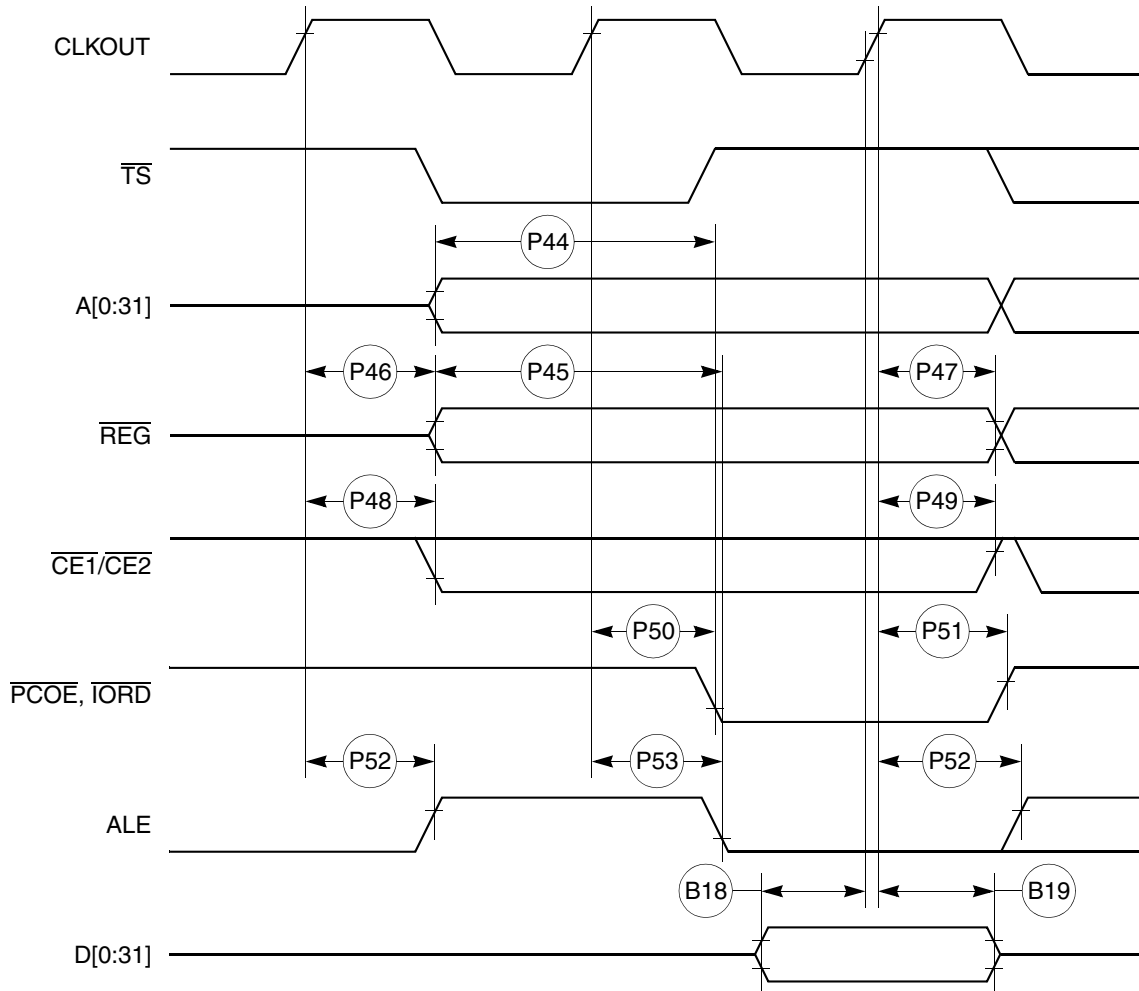 CLKOUT
TS
P44
A[0:31]
P46 P45 P47
REG
P48 P49
CE1/CE2
P50 P51
PCOE, IORD
P52 P53 P52
ALE
B18 B19
D[0:31]